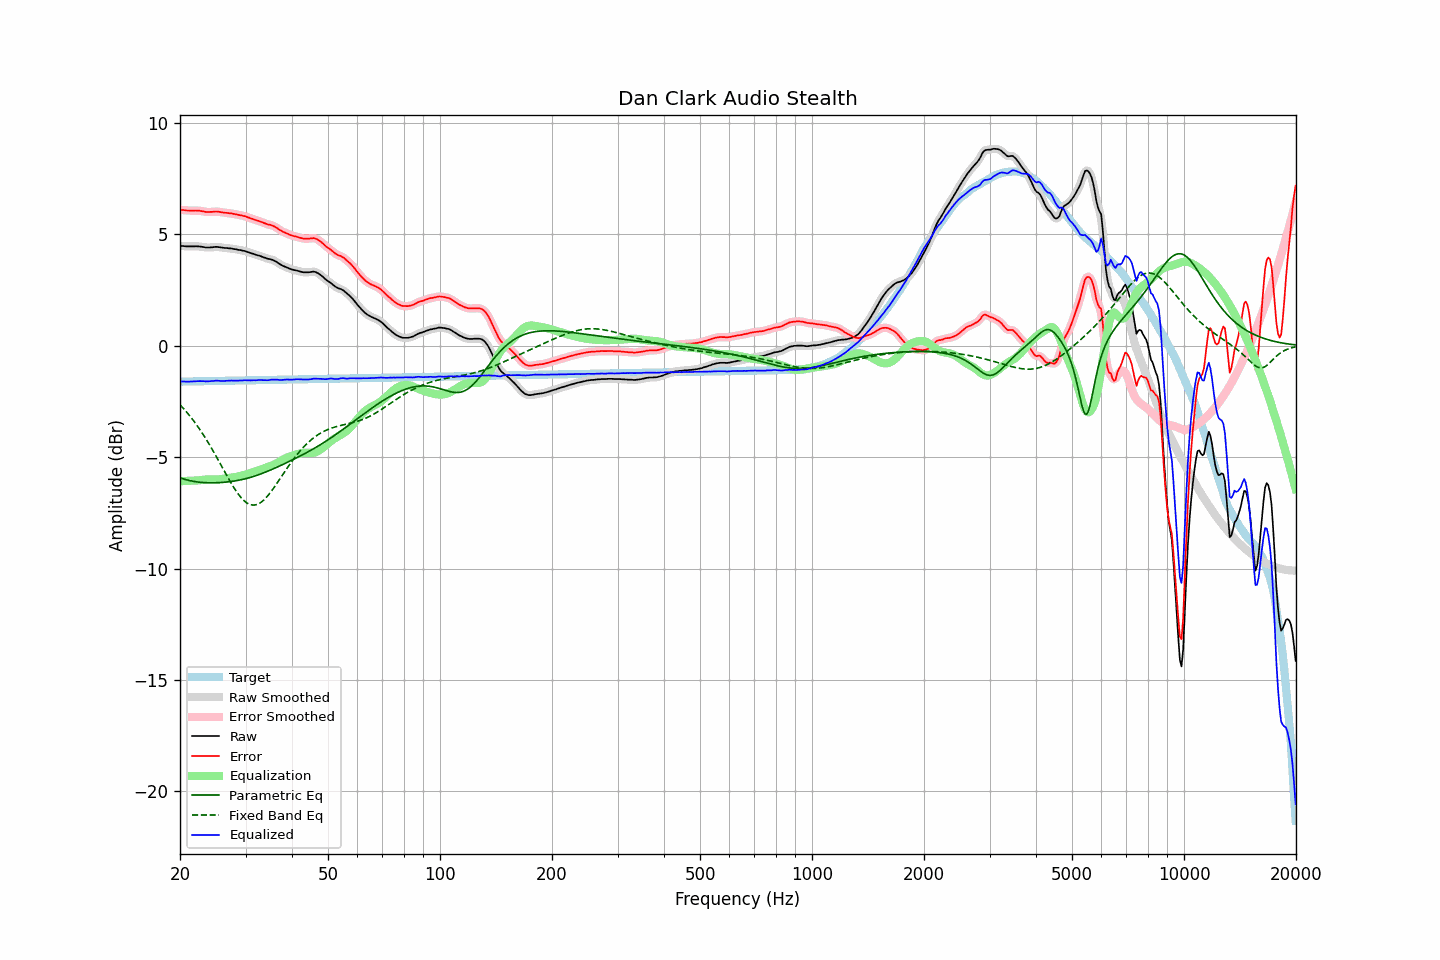 Dan Clark Audio Stealth
10
5
0
−5
−10
−15
−20
Amplitude (dBr)
Target
Raw Smoothed
Error Smoothed
Raw
Error
Equalization
Parametric Eq
Fixed Band Eq
Equalized
20 50 100 200 500 1000 2000 5000 10000 20000
Frequency (Hz)